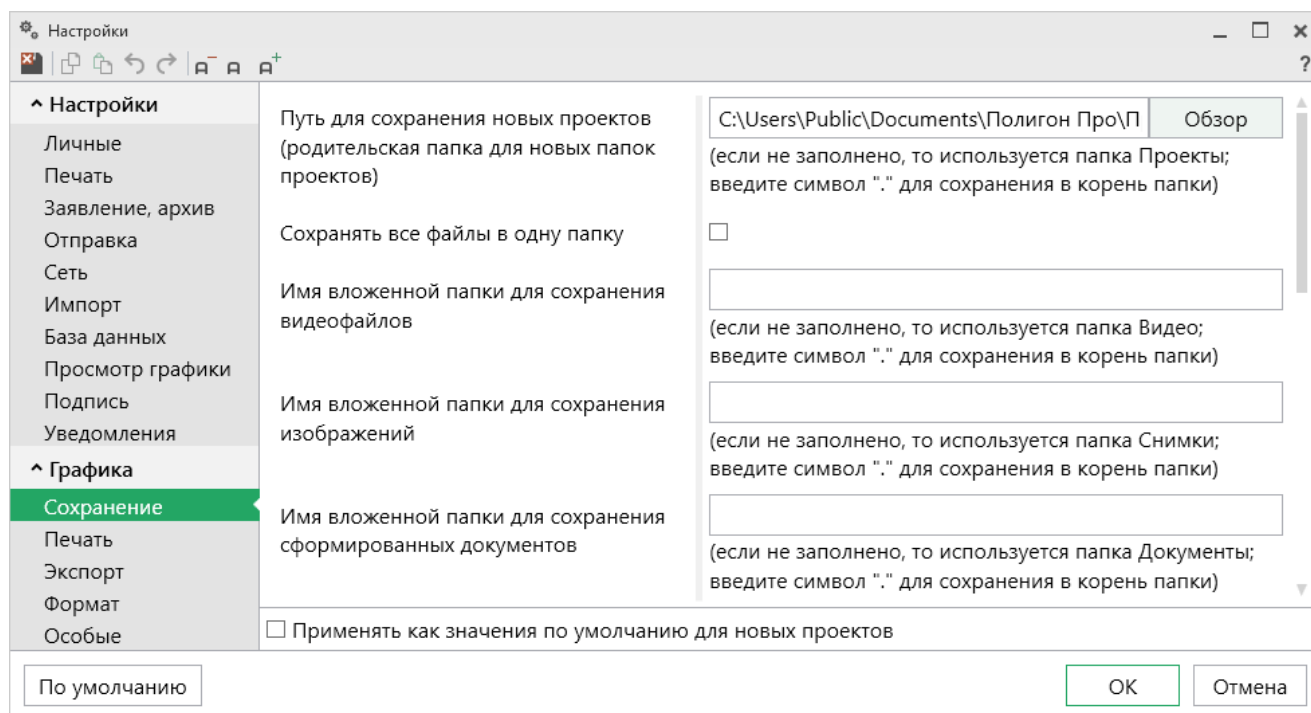 Настройки
?
Настройки
Личные
Печать
Заявление, архив
Отправка
Сеть
Импорт
База данных
Просмотр графики
Подпись
Уведомления
Графика
Сохранение
Печать
Экспорт
Формат
Особые
Путь для сохранения новых проектов
(родительская папка для новых папок
проектов)
C:\Users\Public\Documents\Полигон Про\П
Обзор
(если не заполнено, то используется папка Проекты;
введите символ "." для сохранения в корень папки)
Сохранять все файлы в одну папку
Имя вложенной папки для сохранения
видеофайлов
(если не заполнено, то используется папка Видео;
введите символ "." для сохранения в корень папки)
Имя вложенной папки для сохранения
изображений
(если не заполнено, то используется папка Снимки;
введите символ "." для сохранения в корень папки)
Имя вложенной папки для сохранения
сформированных документов
(если не заполнено, то используется папка Документы;
введите символ "." для сохранения в корень папки)
Применять как значения по умолчанию для новых проектов
По умолчанию
ОК
Отмена